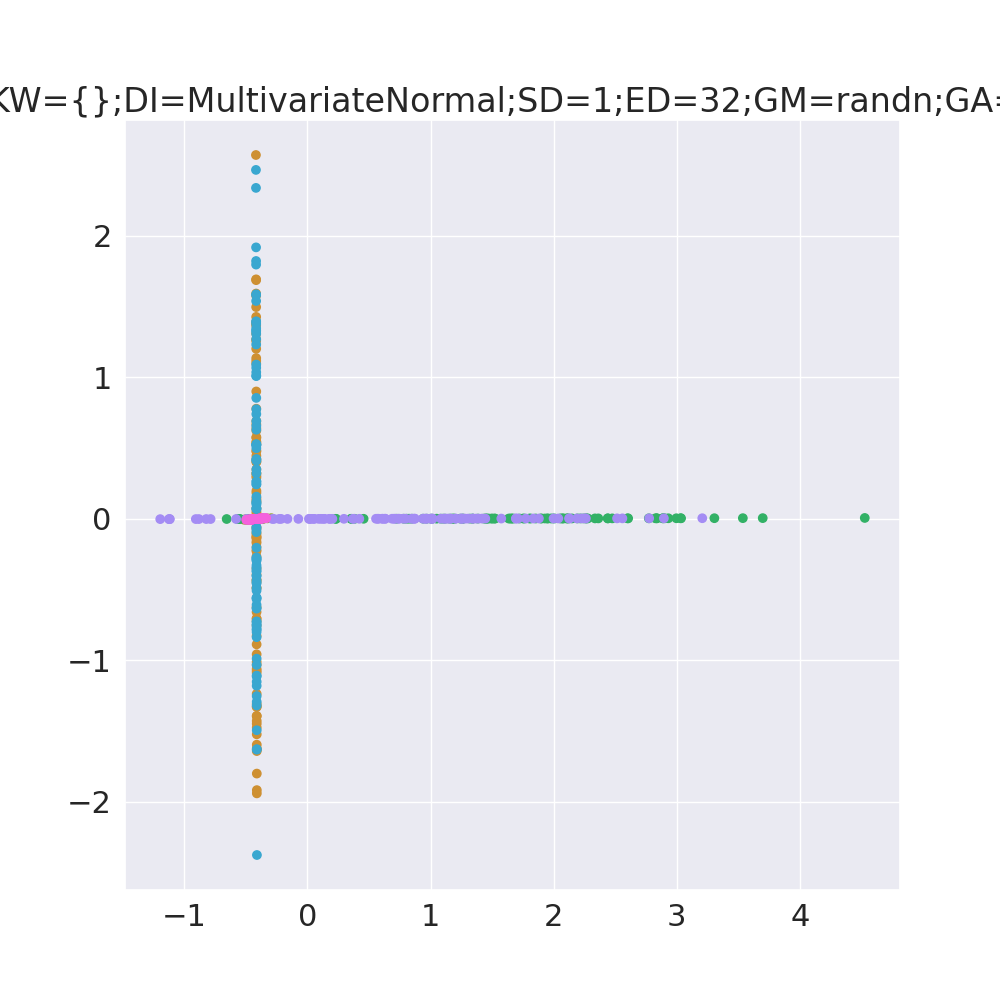 KW={};DI=MultivariateNormal;SD=1;ED=32;GM=randn;GA=
2
1
0
−1
−2
−1 0 1 2 3 4